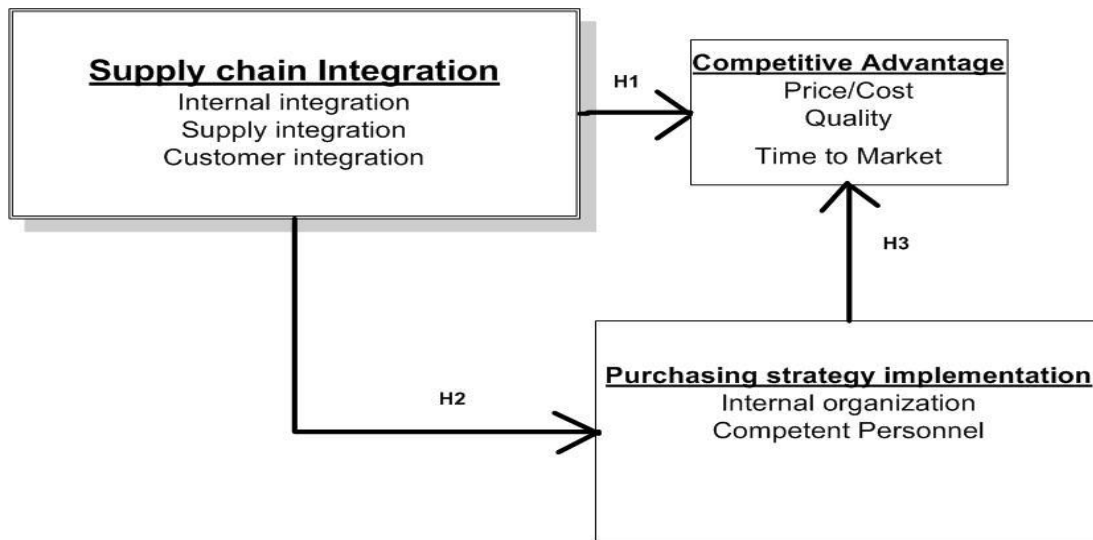 Supply chain Integration
Internal integration
Supply integration
Customer integration
H1
Competitive Advantage
Price/Cost
Quality
Time to Market
H3
H2
Purchasing strategy implementation
Internal organization
Competent Personnel